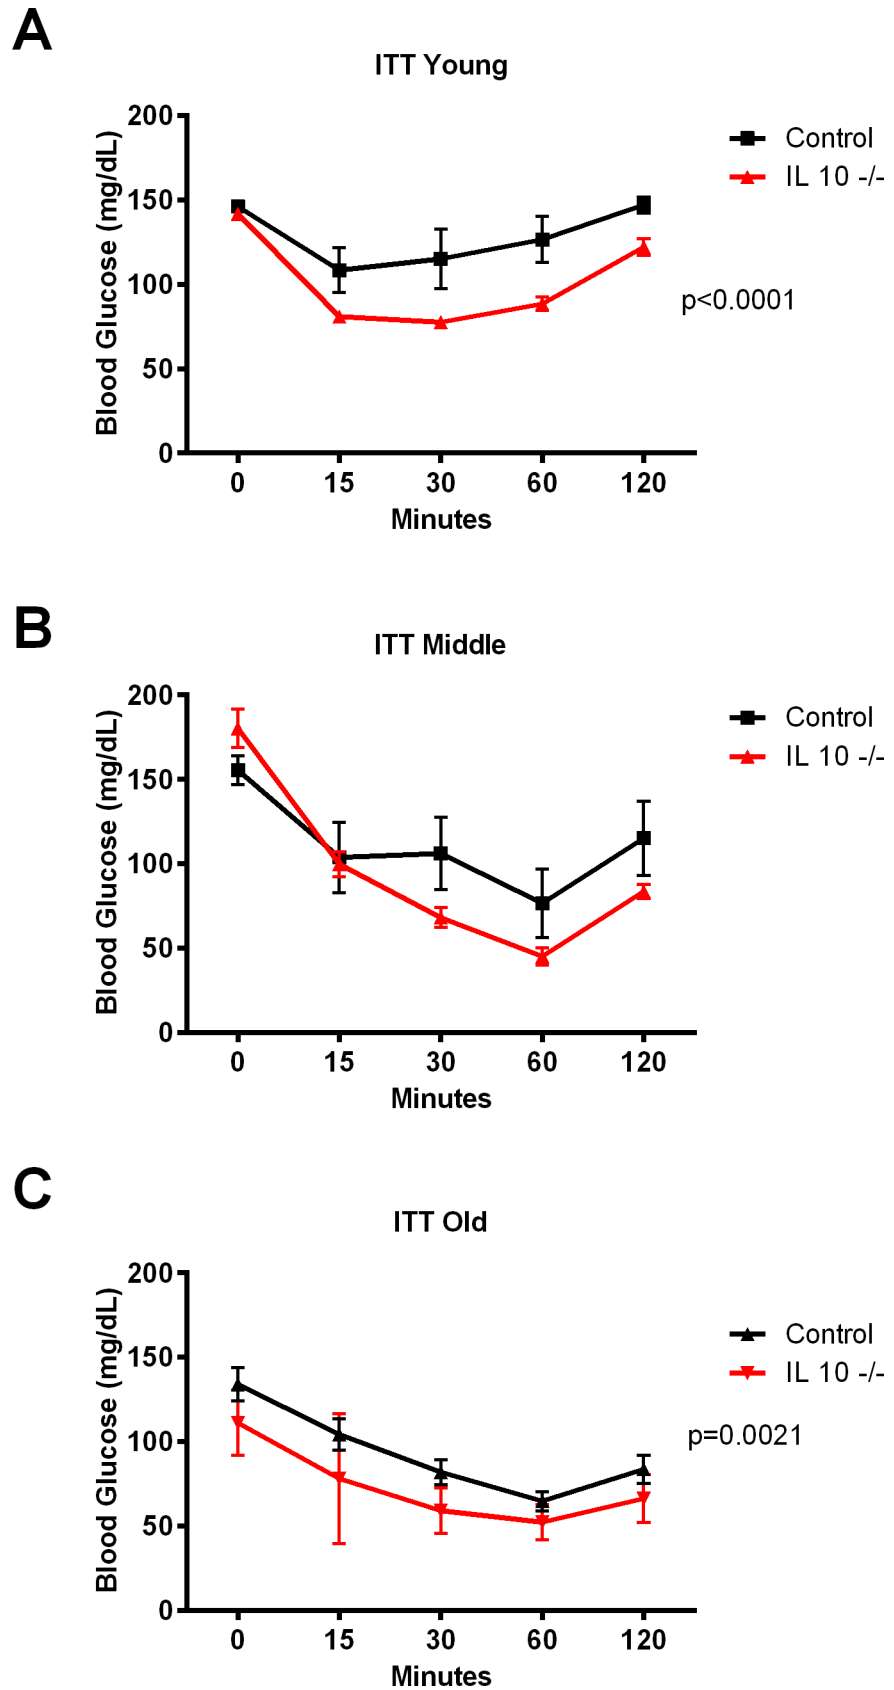 A
ITT Young
Blood Glucose (mg/dL)
200
150
100
50
0
0 15 30 60 120
Minutes
Control
IL 10 -/-
p<0.0001
B
ITT Middle
Blood Glucose (mg/dL)
200
150
100
50
0
0 15 30 60 120
Minutes
Control
IL 10 -/-
C
ITT Old
Blood Glucose (mg/dL)
200
150
100
50
0
0 15 30 60 120
Minutes
Control
IL 10 -/-
p=0.0021